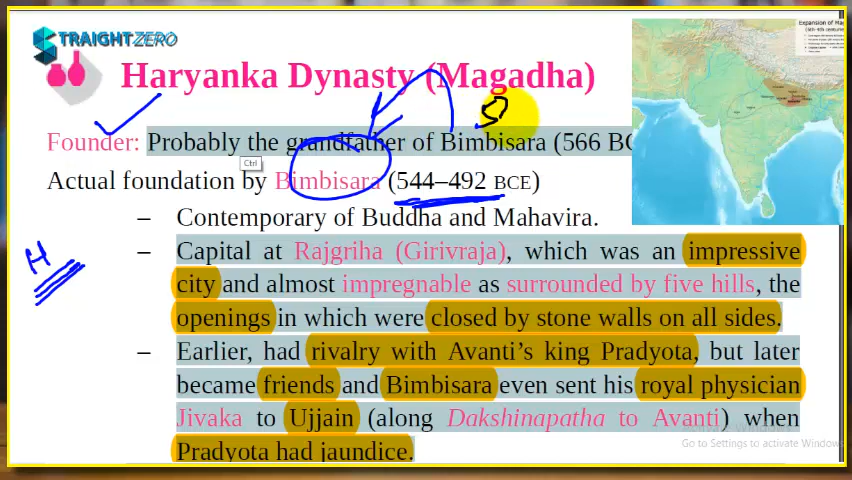 STRAIGHTZERO
Expansion of Ma
Haryanka Dynasty (Magadha)
Founder: Probably the grandfather of Bimbisara (566 BC
Ctrl
Actual foundation by Bimbisara (544–492 BCE)
– Contemporary of Buddha and Mahavira.
H
– Capital at Rajgriha (Girivraja), which was an impressive
city and almost impregnable as surrounded by five hills, the
openings in which were closed by stone walls on all sides.
– Earlier, had rivalry with Avanti’s king Pradyota, but later
became friends and Bimbisara even sent his royal physician
Jivaka to Ujjain (along Dakshinapatha to Avanti) when
Go to Settings to activate Windows
Pradyota had jaundice.